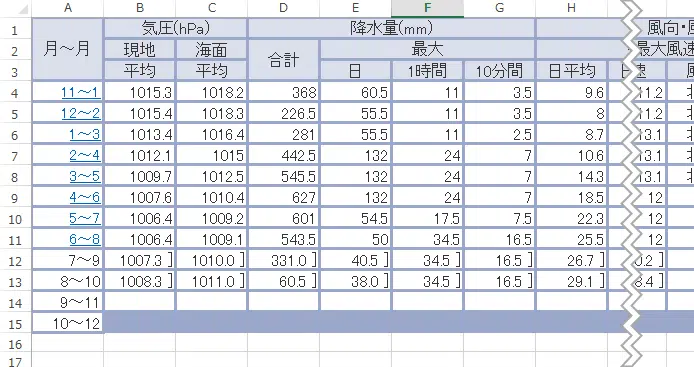 A B C D E F G H
1 気圧(hPa) 降水量(mm) 風向・風
2 月～月 現地 海面 合計 最大 最大風速
3 平均 平均 日 1時間 10分間 日平均
4 11～1 1015.3 1018.2 368 60.5 11 3.5 9.6 11.2
5 12～2 1015.4 1018.3 226.5 55.5 11 3.5 8 11.2
6 1～3 1013.4 1016.4 281 55.5 11 2.5 8.7 13.1
7 2～4 1012.1 1015 442.5 132 24 7 10.6 13.1
8 3～5 1009.7 1012.5 545.5 132 24 7 14.3 13.1
9 4～6 1007.6 1010.4 627 132 24 7 18.5 12
10 5～7 1006.4 1009.2 601 54.5 17.5 7.5 22.3 12
11 6～8 1006.4 1009.1 543.5 50 34.5 16.5 25.5 12
12 7～9 1007.3 ] 1010.0 ] 331.0 ] 40.5 ] 34.5 ] 16.5 ] 26.7 ] 0.2 ]
13 8～10 1008.3 ] 1011.0 ] 60.5 ] 38.0 ] 34.5 ] 16.5 ] 29.1 ] 8.4 ]
14 9～11
15 10～12
16
17